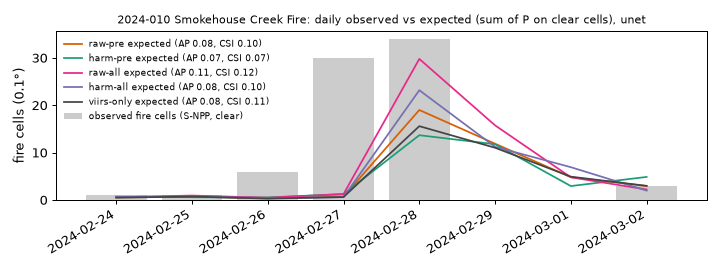 2024-010 Smokehouse Creek Fire: daily observed vs expected (sum of P on clear cells), unet
fire cells (0.1°)
30
20
10
0
raw-pre expected (AP 0.08, CSI 0.10)
harm-pre expected (AP 0.07, CSI 0.07)
raw-all expected (AP 0.11, CSI 0.12)
harm-all expected (AP 0.08, CSI 0.10)
viirs-only expected (AP 0.08, CSI 0.11)
observed fire cells (S-NPP, clear)
2024-02-24
2024-02-25
2024-02-26
2024-02-27
2024-02-28
2024-02-29
2024-03-01
2024-03-02